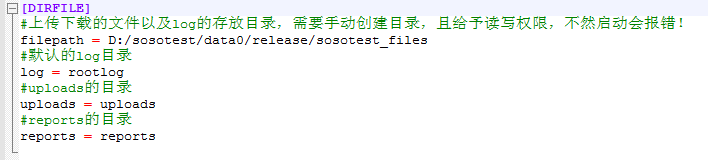 [DIRFILE]
#上传下载的文件以及log的存放目录，需要手动创建目录，且给予读写权限，不然启动会报错！
filepath = D:/sosotest/data0/release/sosotest_files
#默认的log目录
log = rootlog
#uploads的目录
uploads = uploads
#reports的目录
reports = reports